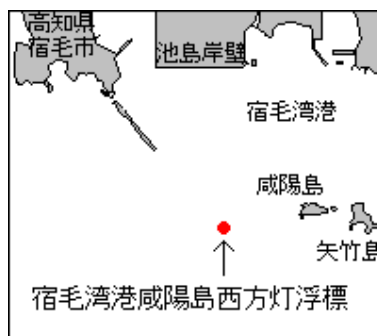 高知県
宿毛市
池島岸壁
宿毛湾港
咸陽島
矢竹島
宿毛湾港咸陽島西方灯浮標